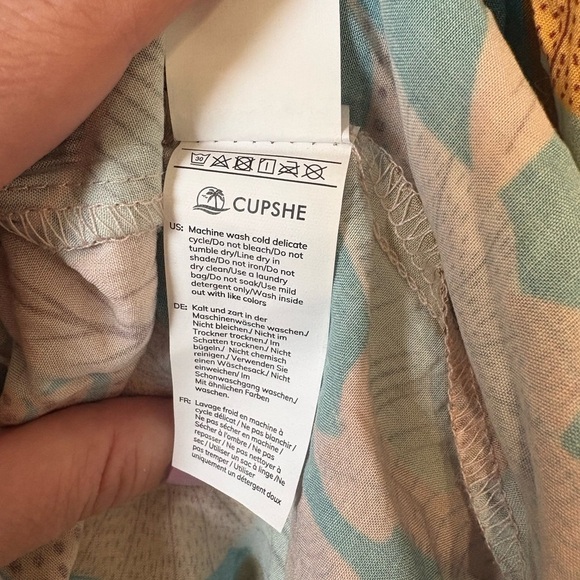 30
CUPSHE
US: Machine wash cold delicate
cycle/Do not bleach/Do not
tumble dry/Line dry in
shade/Do not iron/Do not
dry clean/Use a laundry
bag/Do not soak/Use mild
detergent only/Wash inside
out with like colors
DE: Kalt und zart in der
Maschinenwäsche waschen./
Nicht bleichen./ Nicht im
Trockner trocknen./ Im
Schatten trocknen./ Nicht
bügeln./ Nicht chemisch
reinigen./ Verwenden Sie
einen Wäschesack./ Nicht
einweichen/ Im
Schonwaschgang waschen./
Mit ähnlichen Farben
waschen.
FR: Lavage froid en machine à
cycle délicat / Ne pas blanchir /
Ne pas sécher en machine /
Sécher à l'ombre / Ne pas
repasser / Ne pas nettoyer à
sec / Utiliser un sac à linge /Ne
pas tremper / Utiliser
uniquement un détergent doux